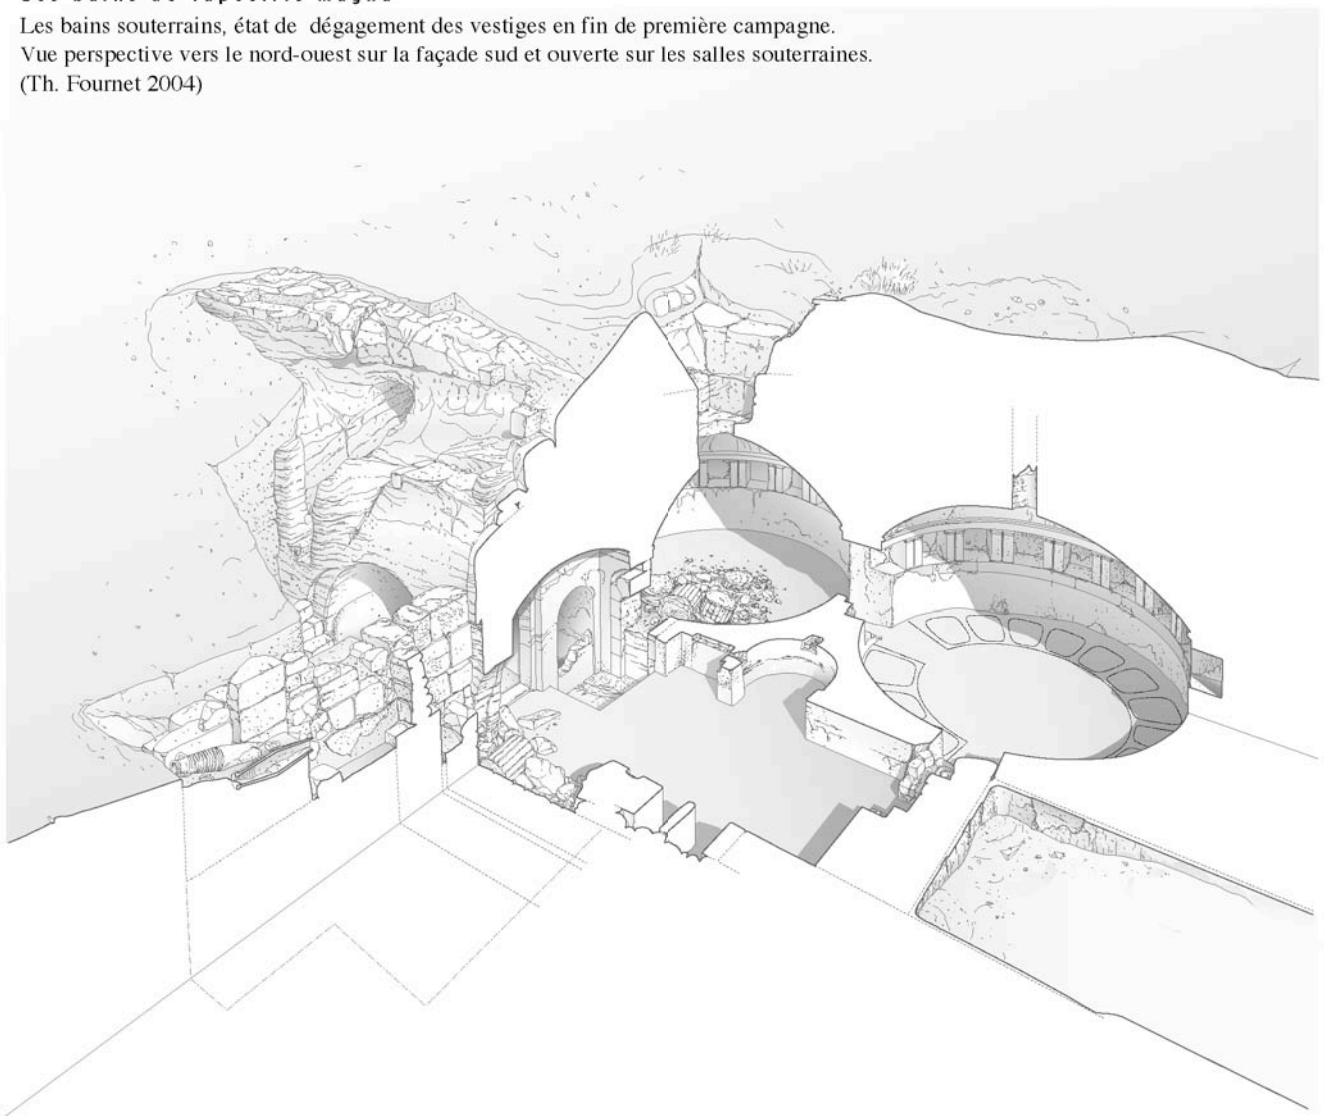 Les bains souterrains, état de dégagement des vestiges en fin de première campagne.
Vue perspective vers le nord-ouest sur la façade sud et ouverte sur les salles souterraines.
(Th. Fournet 2004)